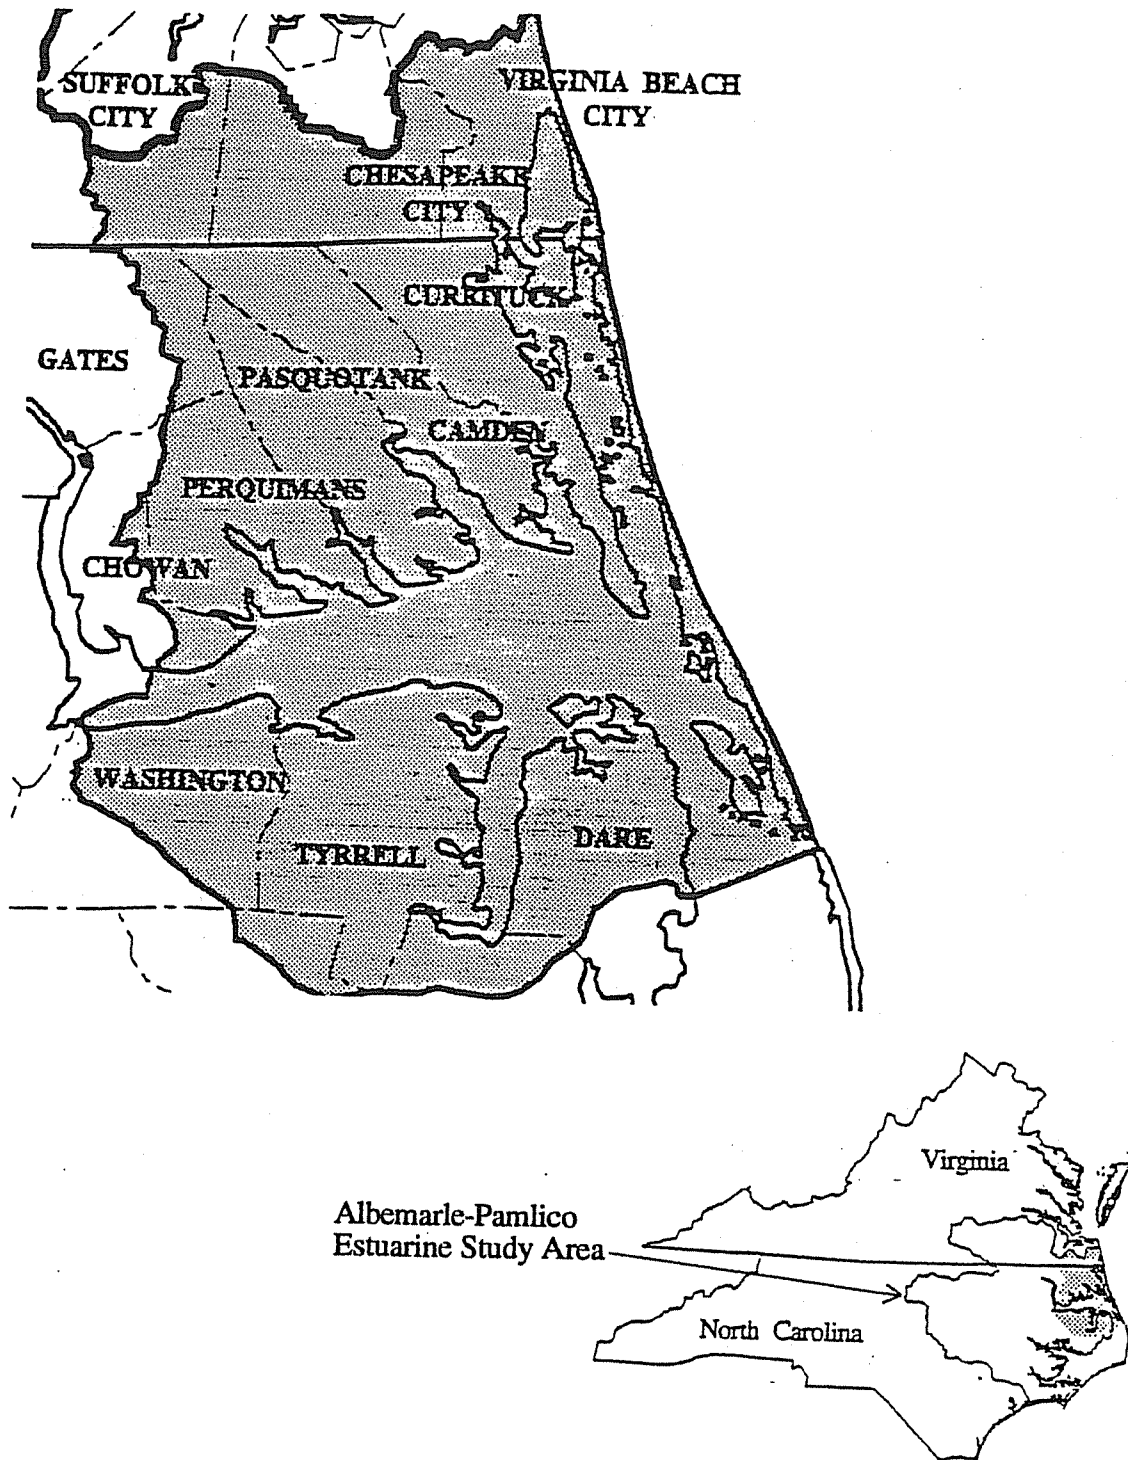 SUFFOLK
CITY
VIRGINIA BEACH
CITY
CHESAPEAKE
CITY
CURRITUCK
GATES
PASQUOTANK
CAMDEN
PERQUIMANS
CHOWAN
WASHINGTON
TYRRELL
DARE
Virginia
Albemarle-Pamlico
Estuarine Study Area
North Carolina